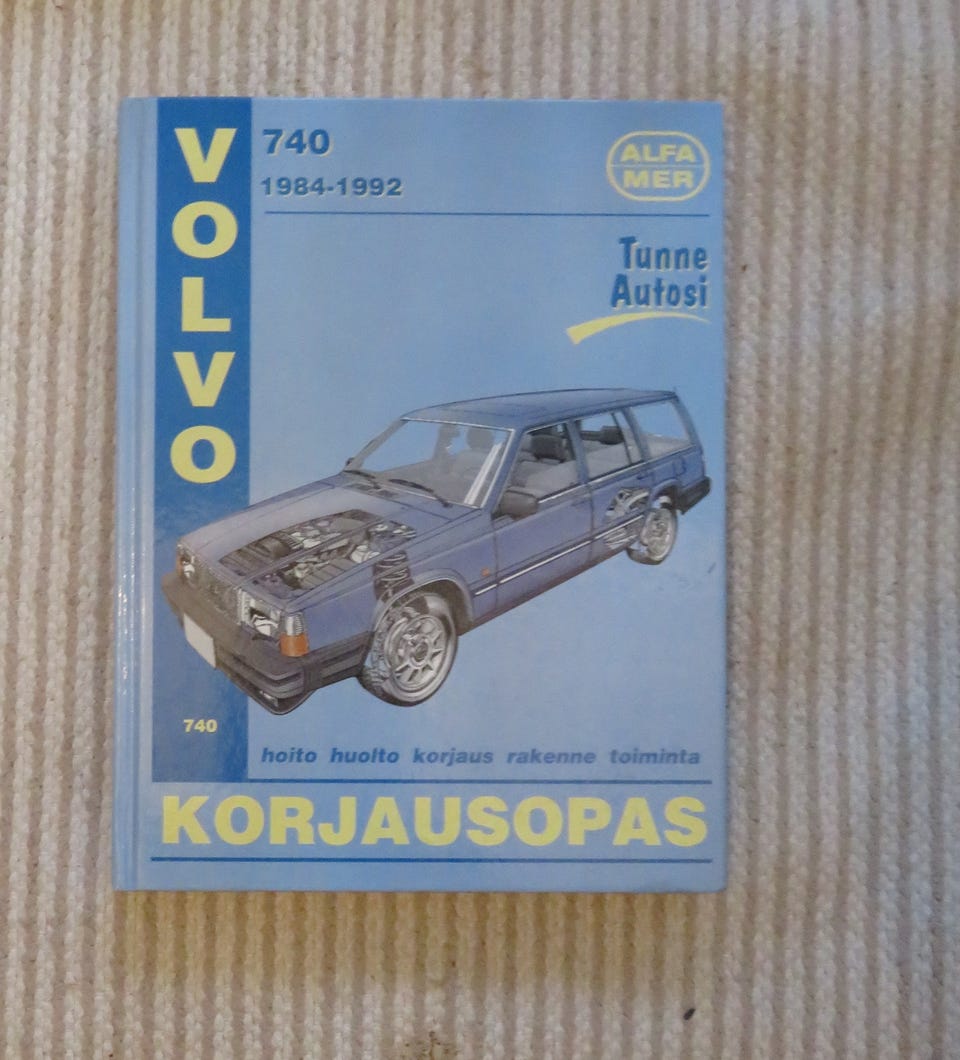 VOLVO
740
1984-1992
ALFA
MER
Tunne
Autosi
740
hoito huolto korjaus rakenne toiminta
KORJAUSOPAS